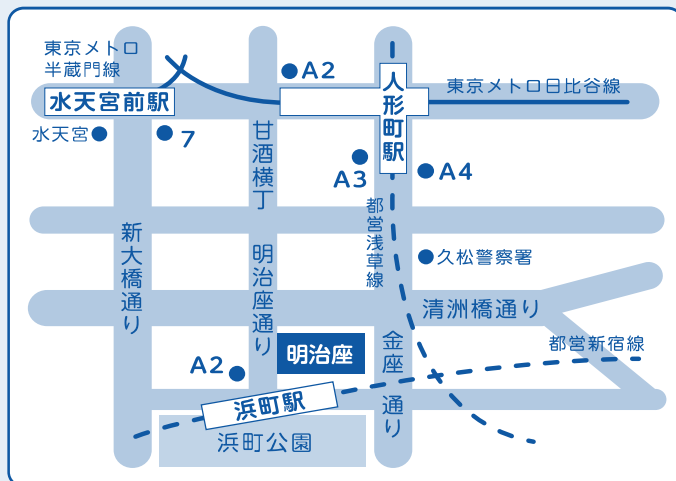 東京メトロ
半蔵門線
水天宮前駅
水天宮
7
A2
人形町駅
東京メトロ日比谷線
A3
A4
甘酒横丁
都営浅草線
久松警察署
新大橋通り
明治座通り
清洲橋通り
明治座
金座通り
都営新宿線
A2
浜町駅
浜町公園